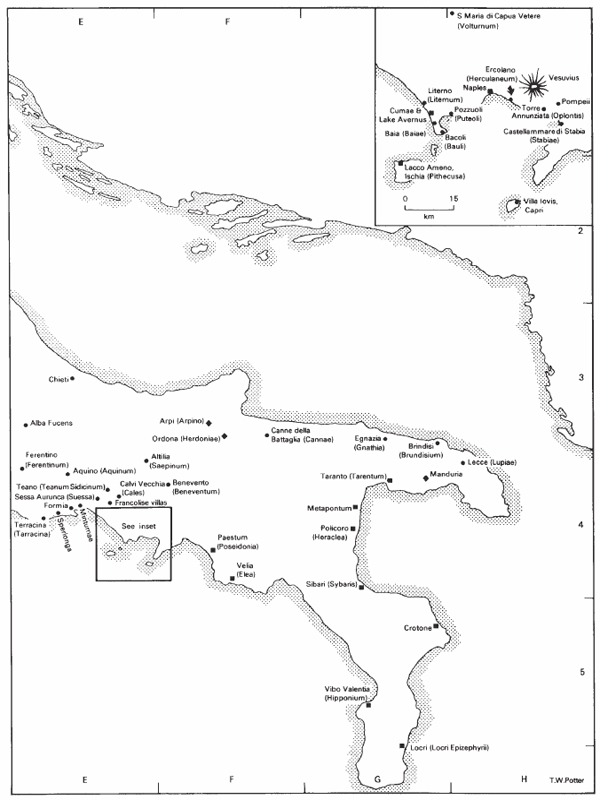 E
F
S. Maria di Capua Vetere
(Volturnum)
Ercolano
(Herculaneum)
Vesuvius
Naples
Literno
(Liternum)
Pompeii
Cumae &
Lake Avernus
Pozzuoli
(Puteoli)
Torre
Annunziata (Oplontis)
Baia (Baiae)
Bacoli
(Bauli)
Castellammare di Stabia
(Stabiae)
Lacco Ameno,
Ischia (Pithecusa)
0 15
km
Villa Iovis,
Capri
2
3
Chieti
Alba Fucens
Arpi (Arpino)
Ordona (Herdoniae)
Canne della
Battaglia (Cannae)
Egnazia
(Gnathia)
Brindisi
(Brundisium)
Ferentino
(Ferentinum)
Aquino (Aquinum)
Altilia
(Saepinum)
Lecce (Lupiae)
Teano (Teanum Sidicinum)
Calvi Vecchia
(Cales)
Benevento
(Beneventum)
Taranto (Tarentum)
Manduria
Sessa Aurunca (Suessa)
Francolise villas
Formia
Minturnae
Sperlonga
Terracina
(Tarracina)
See inset
Metapontum
Policoro
(Heraclea)
4
Paestum
(Poseidonia)
Velia
(Elea)
Sibari (Sybaris)
Crotone
5
Vibo Valentia
(Hipponium)
Locri (Locri Epizephyrii)
E
F
G
H
T.W.Potter